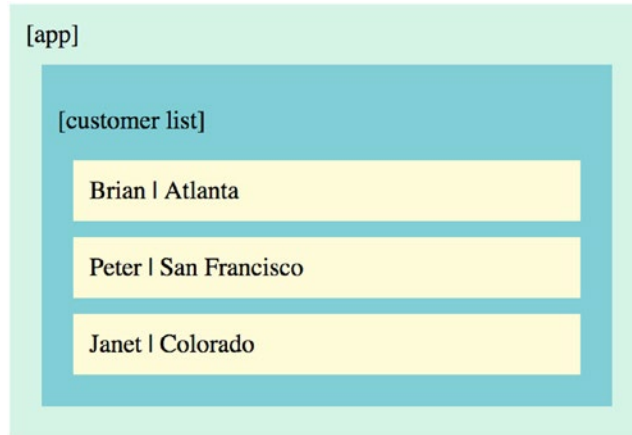 [app]
[customer list]
Brian | Atlanta
Peter | San Francisco
Janet | Colorado